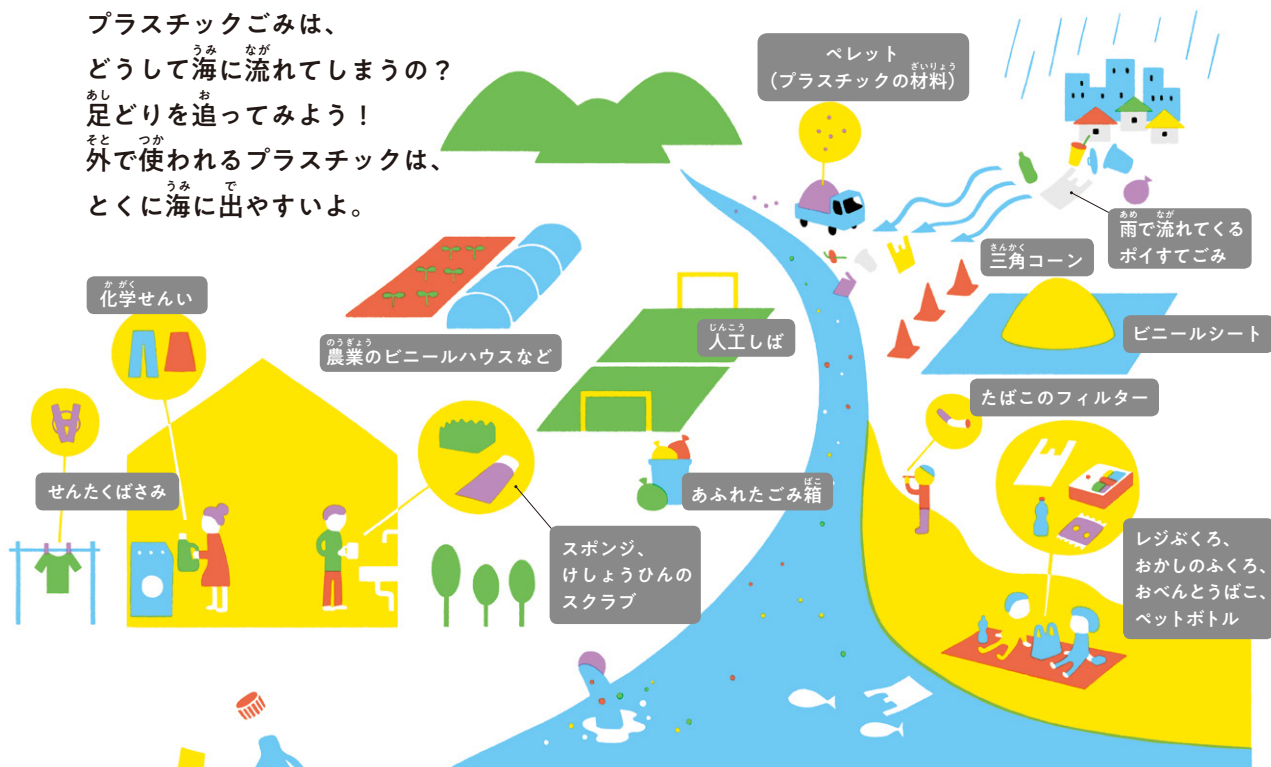 プラスチックごみは、
どうして海に流れてしまうの？
足どりを追ってみよう！
外で使われるプラスチックは、
とくに海に出やすいよ。
ペレット
（プラスチックの材料）
雨で流れてくる
ポイすてごみ
三角コーン
化学せんい
農業のビニールハウスなど
人工しば
ビニールシート
たばこのフィルター
せんたくばさみ
あふれたごみ箱
スポンジ、
けしょうひんの
スクラブ
レジぶくろ、
おかしのふくろ、
おべんとうばこ、
ペットボトル